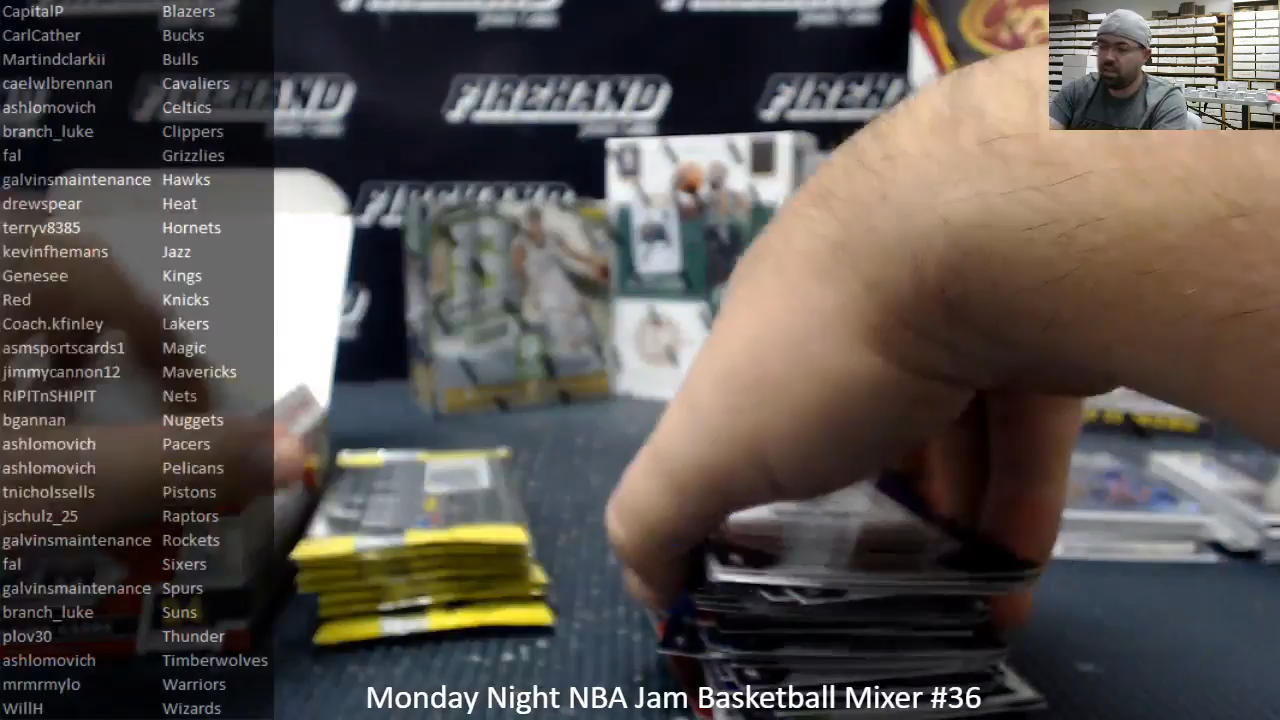 CapitalP Blazers
CarlCather Bucks
Martindclarkii Bulls
caelwlbrennan Cavaliers
ashlomovich Celtics
branch_luke Clippers
fal Grizzlies
galvinsmaintenance Hawks
drewspear Heat
terryv8385 Hornets
kevinfhemans Jazz
Genesee Kings
Red Knicks
Coach.kfinley Lakers
asmsportscards1 Magic
jimmycannon12 Mavericks
RIPITnSHIPIT Nets
bgannan Nuggets
ashlomovich Pacers
ashlomovich Pelicans
tnicholssells Pistons
jschulz_25 Raptors
galvinsmaintenance Rockets
fal Sixers
galvinsmaintenance Spurs
branch_luke Suns
plov30 Thunder
ashlomovich Timberwolves
mrmrmylo Warriors
WillH Wizards
FIREHAND
FIREHAND
Monday Night NBA Jam Basketball Mixer #36